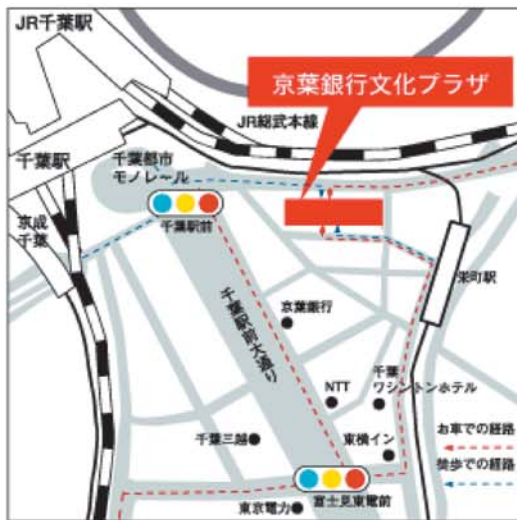 JR千葉駅
京葉銀行文化プラザ
JR総武本線
千葉駅
千葉都市
モノレール
京成
千葉
千葉駅前
栄町駅
千葉駅前大通り
京葉銀行
NTT
千葉
ワシントンホテル
お車での経路
千葉三越
東横イン
徒歩での経路
富士見東電前
東京電力